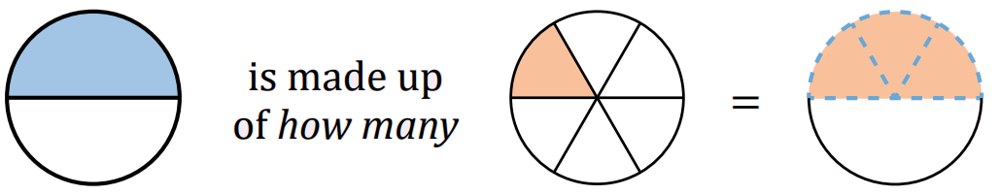 is made up
of how many
=